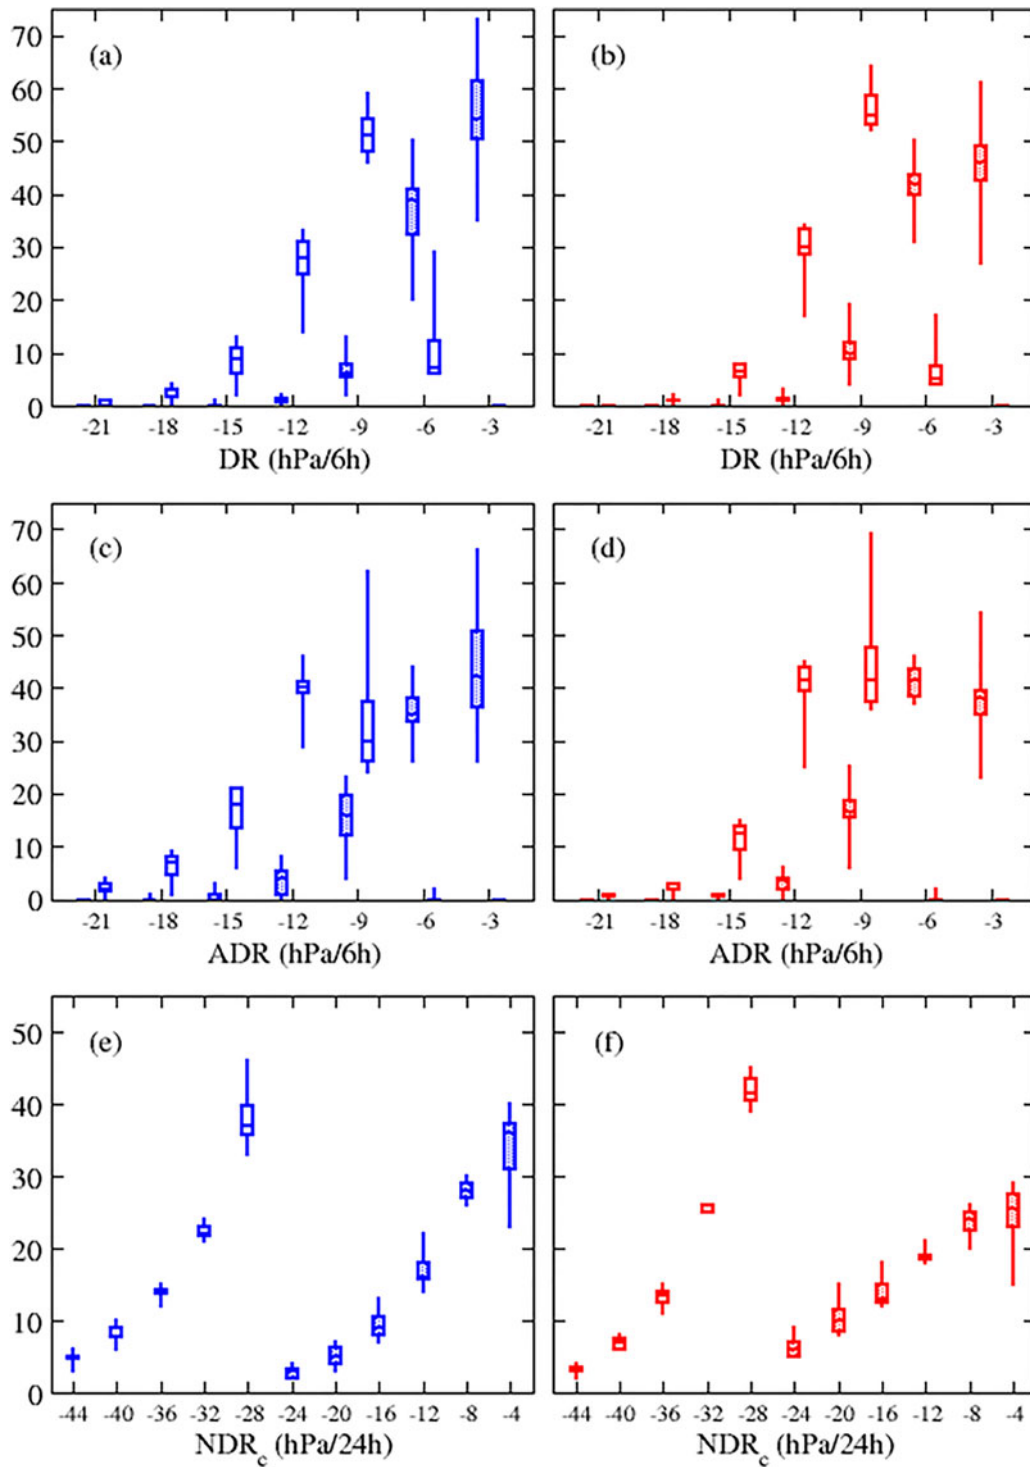 70
60
50
40
30
20
10
0
(a)
(b)
-21 -18 -15 -12 -9 -6 -3
-21 -18 -15 -12 -9 -6 -3
DR (hPa/6h)
DR (hPa/6h)
70
60
50
40
30
20
10
0
(c)
(d)
-21 -18 -15 -12 -9 -6 -3
-21 -18 -15 -12 -9 -6 -3
ADR (hPa/6h)
ADR (hPa/6h)
50
40
30
20
10
0
(e)
(f)
-44 -40 -36 -32 -28 -24 -20 -16 -12 -8 -4
-44 -40 -36 -32 -28 -24 -20 -16 -12 -8 -4
NDRc (hPa/24h)
NDRc (hPa/24h)